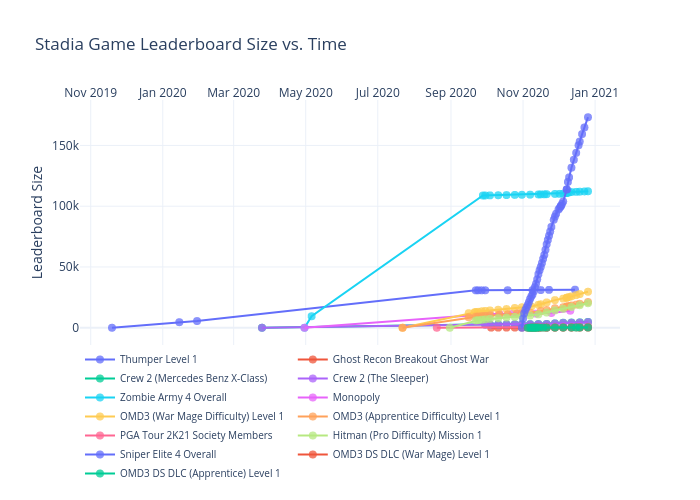 Stadia Game Leaderboard Size vs. Time
Nov 2019 Jan 2020 Mar 2020 May 2020 Jul 2020 Sep 2020 Nov 2020 Jan 2021
150k
100k
50k
0
Leaderboard Size
Thumper Level 1 Ghost Recon Breakout Ghost War
Crew 2 (Mercedes Benz X-Class) Crew 2 (The Sleeper)
Zombie Army 4 Overall Monopoly
OMD3 (War Mage Difficulty) Level 1 OMD3 (Apprentice Difficulty) Level 1
PGA Tour 2K21 Society Members Hitman (Pro Difficulty) Mission 1
Sniper Elite 4 Overall OMD3 DS DLC (War Mage) Level 1
OMD3 DS DLC (Apprentice) Level 1